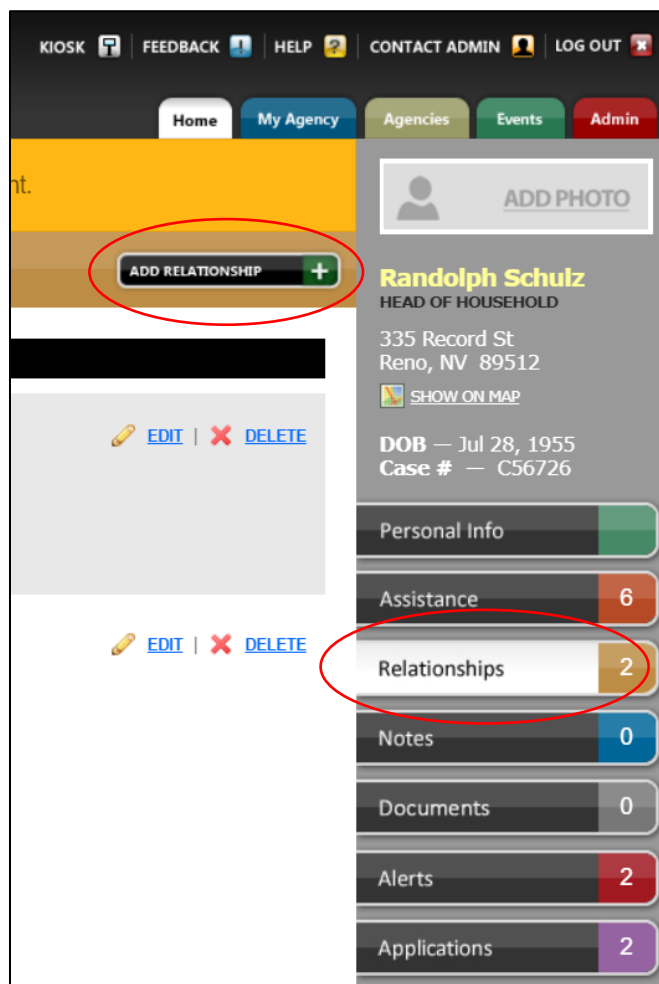 KIOSK FEEDBACK HELP CONTACT ADMIN LOG OUT
Home My Agency Agencies Events Admin
nt.
ADD PHOTO
ADD RELATIONSHIP
Randolph Schulz
HEAD OF HOUSEHOLD
335 Record St
Reno, NV 89512
SHOW ON MAP
EDIT | DELETE
DOB — Jul 28, 1955
Case # — C56726
Personal Info
Assistance 6
EDIT | DELETE
Relationships 2
Notes 0
Documents 0
Alerts 2
Applications 2